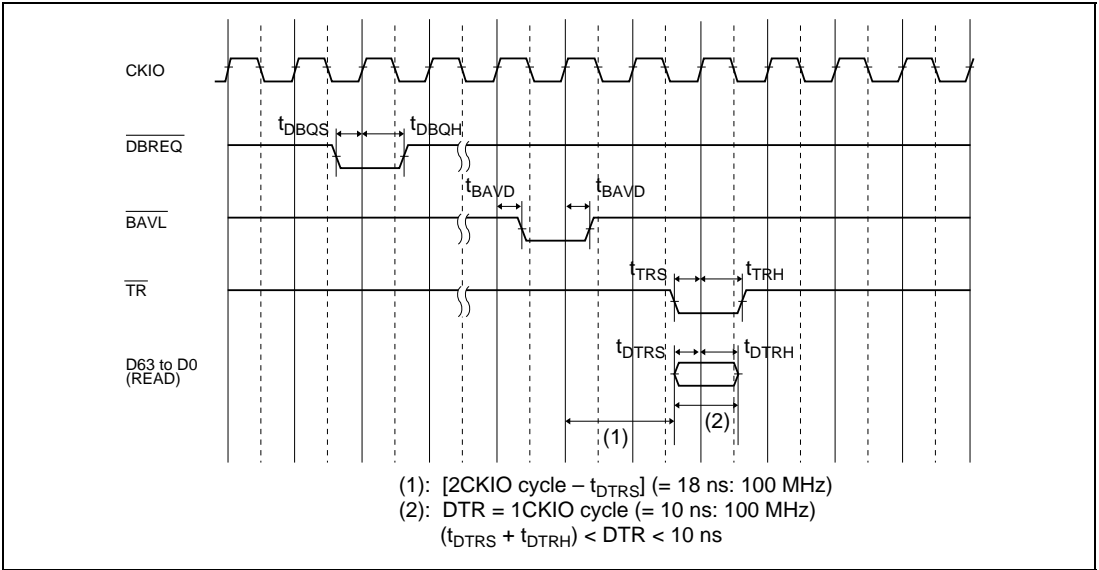 CKIO
tDBQS tDBQH
DBREQ
tBAVD tBAVD
BAVL
tTRS tTRH
TR
tDTRS tDTRH
D63 to D0
(READ)
(1) (2)
(1): [2CKIO cycle – tDTRS] (= 18 ns: 100 MHz)
(2): DTR = 1CKIO cycle (= 10 ns: 100 MHz)
(tDTRS + tDTRH) < DTR < 10 ns